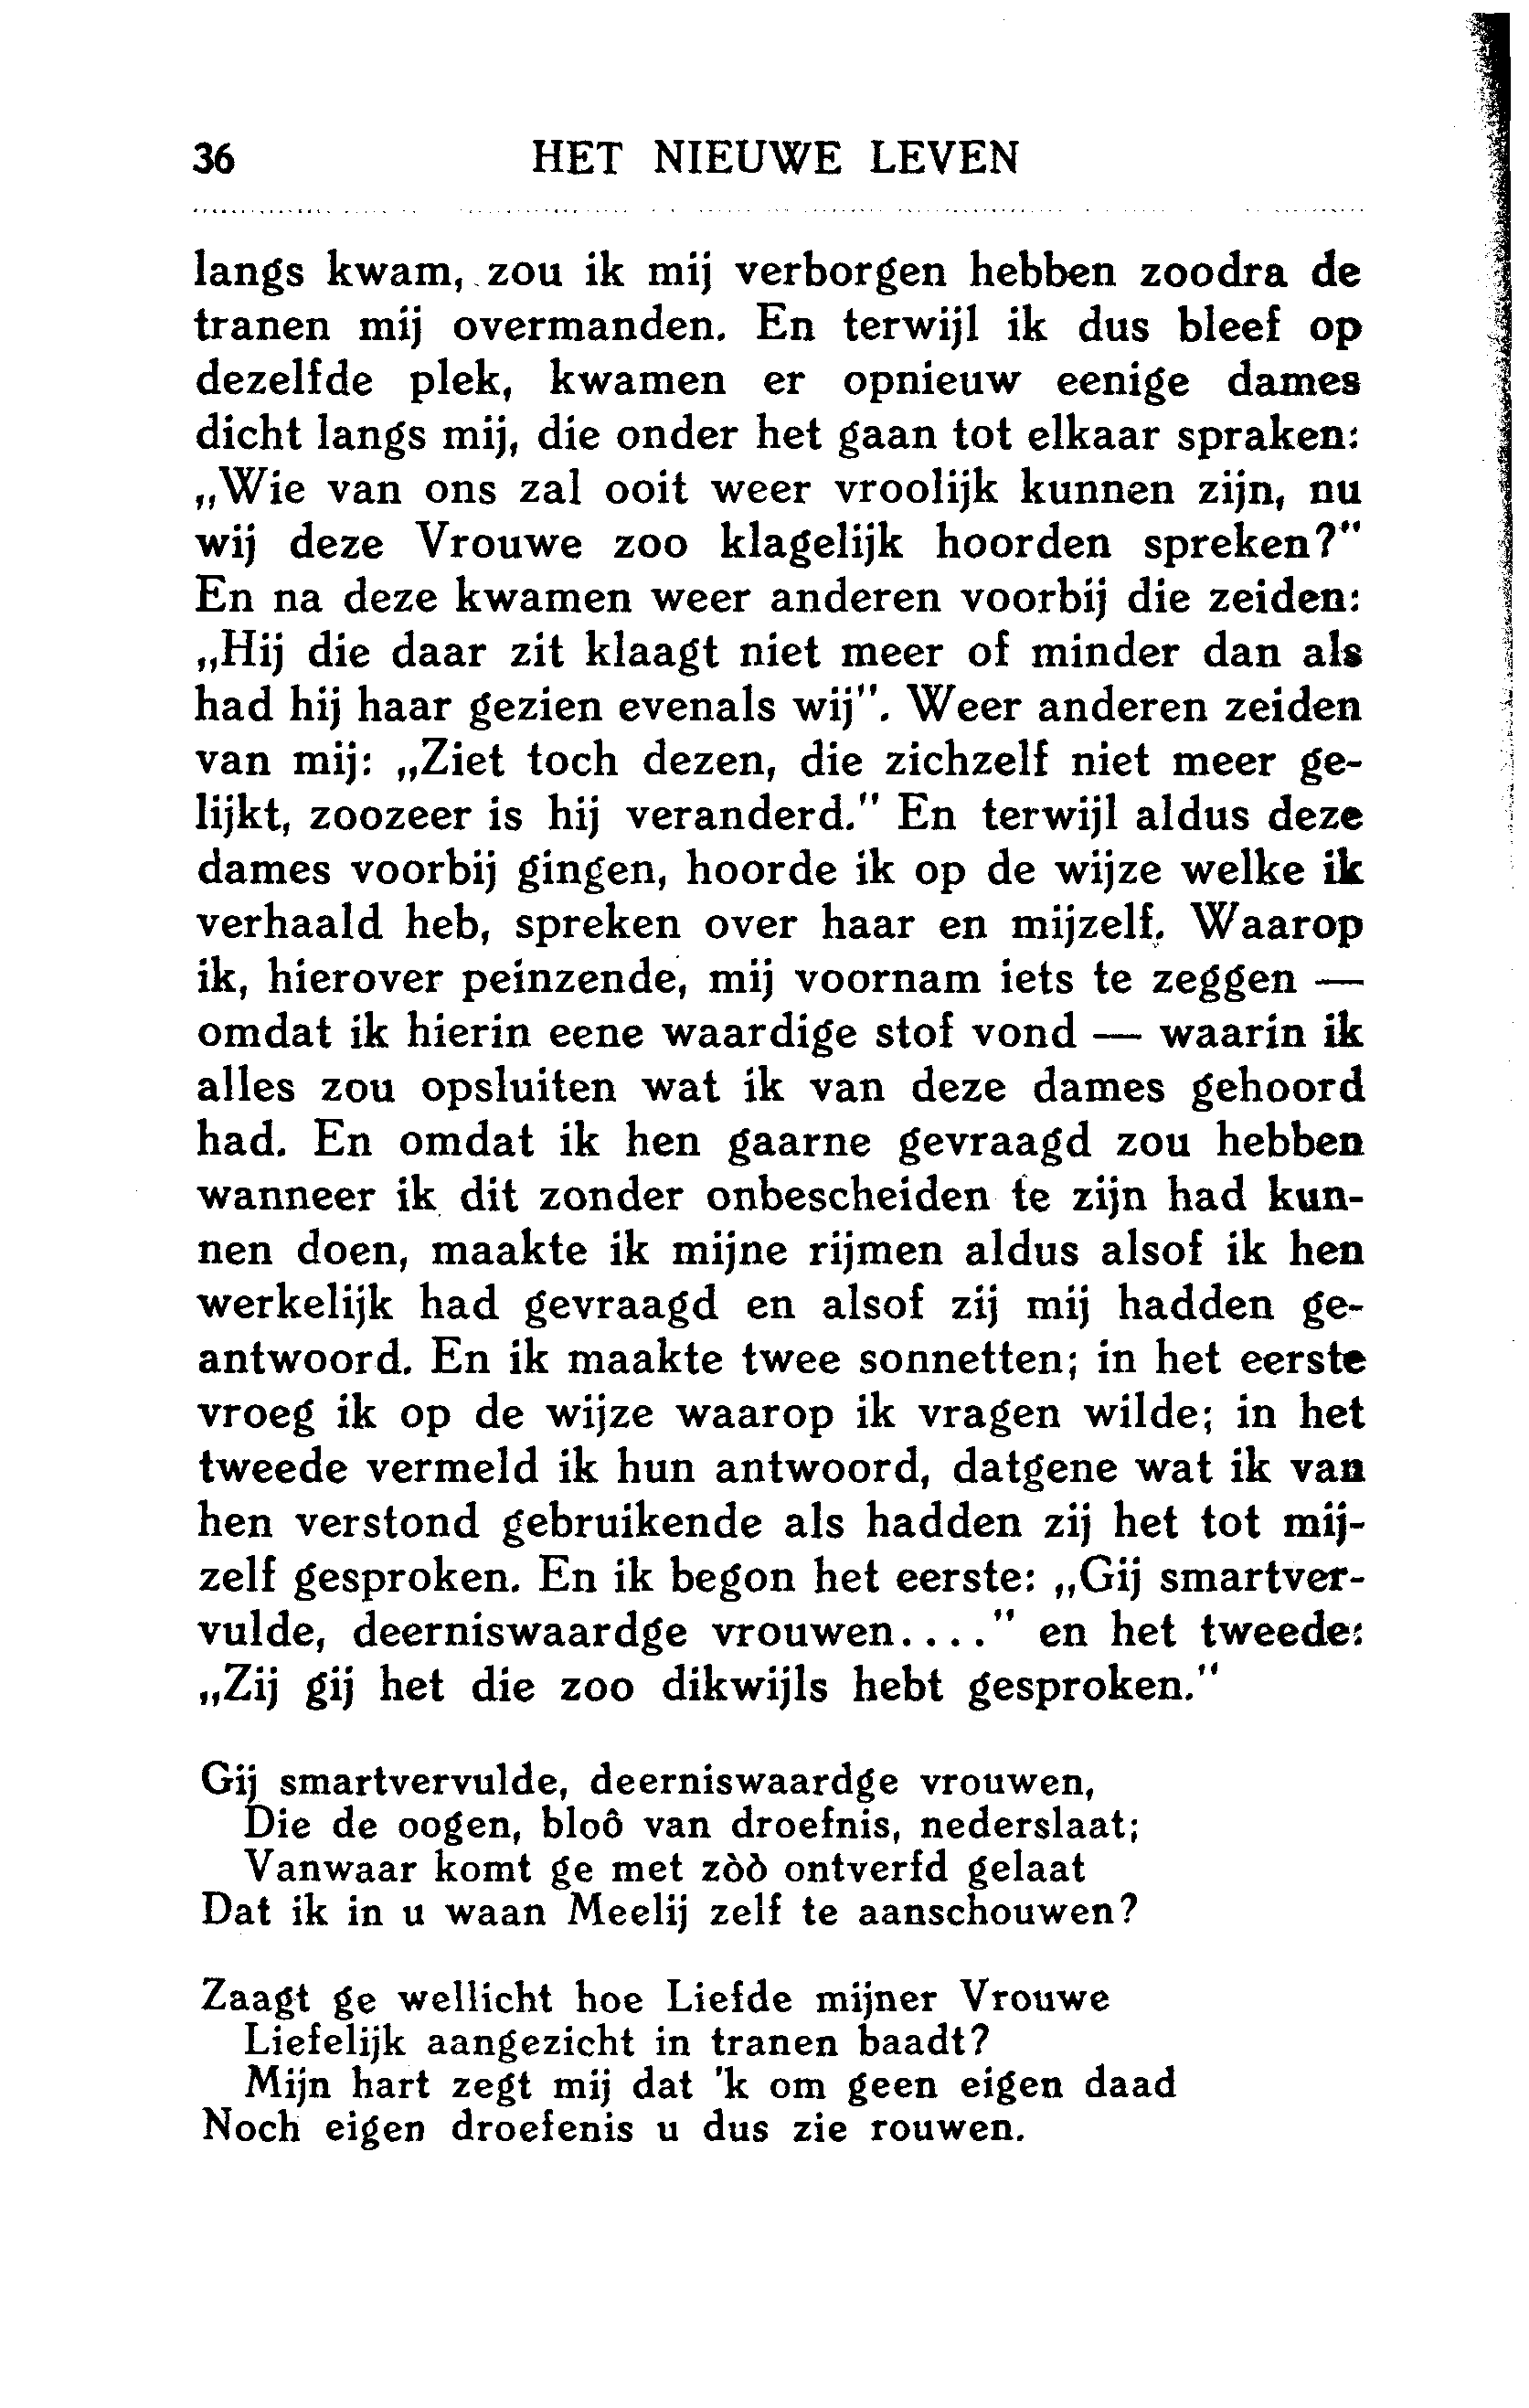 36 HET NIEUWE LEVEN
langs kwam, zou ik mij verborgen hebben zoodra de
tranen mij overmanden. En terwijl ik dus bleef op
dezelfde plek, kwamen er opnieuw eenige dames
dicht langs mij, die onder het gaan tot elkaar spraken:
„Wie van ons zal ooit weer vroolijk kunnen zijn, nu
wij deze Vrouwe zoo klagelijk hoorden spreken?"
En na deze kwamen weer anderen voorbij die zeiden:
„Hij die daar zit klaagt niet meer of minder dan als
had hij haar gezien evenals wij". Weer anderen zeiden
van mij: „Ziet toch dezen, die zichzelf niet meer ge-
lijkt, zoozeer is hij veranderd." En terwijl aldus deze
dames voorbij gingen, hoorde ik op de wijze welke ik
verhaald heb, spreken over haar en mijzelf. Waarop
ik, hierover peinzende, mij voornam iets te zeggen —
omdat ik hierin eene waardige stof vond — waarin ik
alles zou opsluiten wat ik van deze dames gehoord
had. En omdat ik hen gaarne gevraagd zou hebben
wanneer ik dit zonder onbescheiden te zijn had kun-
nen doen, maakte ik mijne rijmen aldus alsof ik hen
werkelijk had gevraagd en alsof zij mij hadden ge-
antwoord. En ik maakte twee sonnetten; in het eerste
vroeg ik op de wijze waarop ik vragen wilde; in het
tweede vermeld ik hun antwoord, datgene wat ik van
hen verstond gebruikende als hadden zij het tot mij-
zelf gesproken. En ik begon het eerste: „Gij smartver-
vulde, deerniswaardge vrouwen...." en het tweede:
„Zij gij het die zoo dikwijls hebt gesproken."
Gij smartvervulde, deerniswaardge vrouwen,
Die de oogen, bloô van droefnis, nederslaat;
Vanwaar komt ge met zòò ontverfd gelaat
Dat ik in u waan Meelij zelf te aanschouwen?
Zaagt ge wellicht hoe Liefde mijner Vrouwe
Liefelijk aangezicht in tranen baadt?
Mijn hart zegt mij dat 'k om geen eigen daad
Noch eigen droefenis u dus zie rouwen.